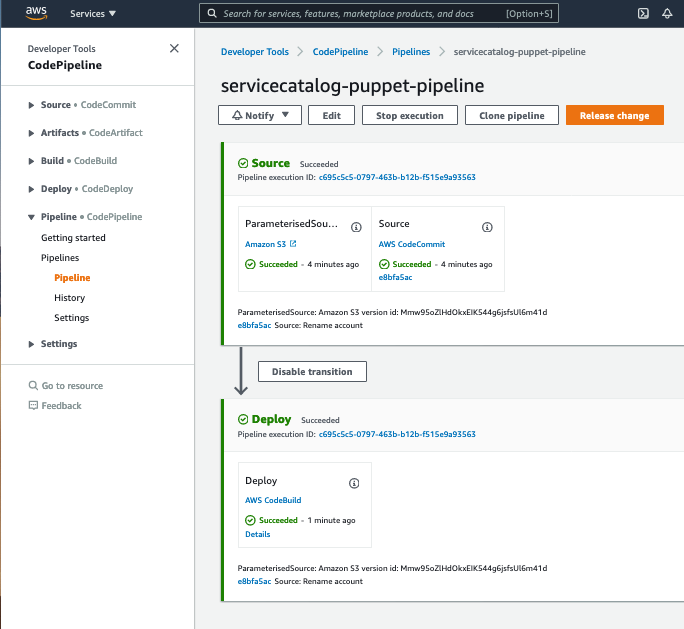 aws Services Search for services, features, marketplace products, and docs [Option+S]
Developer Tools
CodePipeline
Source • CodeCommit
Artifacts • CodeArtifact
Build • CodeBuild
Deploy • CodeDeploy
Pipeline • CodePipeline
Getting started
Pipelines
Pipeline
History
Settings
Settings
Go to resource
Feedback
Developer Tools > CodePipeline > Pipelines > servicecatalog-puppet-pipeline
servicecatalog-puppet-pipeline
Notify Edit Stop execution Clone pipeline Release change
Source Succeeded
Pipeline execution ID: c695c5c5-0797-463b-b12b-f515e9a93563
ParameterisedSou...
Amazon S3
Succeeded - 4 minutes ago
Source
AWS CodeCommit
Succeeded - 4 minutes ago
e8bfa5ac
ParameterisedSource: Amazon S3 version id: Mmw95oZlHdOkxEIK544g6jsfsUl6m41d
e8bfa5ac Source: Rename account
Disable transition
Deploy Succeeded
Pipeline execution ID: c695c5c5-0797-463b-b12b-f515e9a93563
Deploy
AWS CodeBuild
Succeeded - 1 minute ago
Details
ParameterisedSource: Amazon S3 version id: Mmw95oZlHdOkxEIK544g6jsfsUl6m41d
e8bfa5ac Source: Rename account